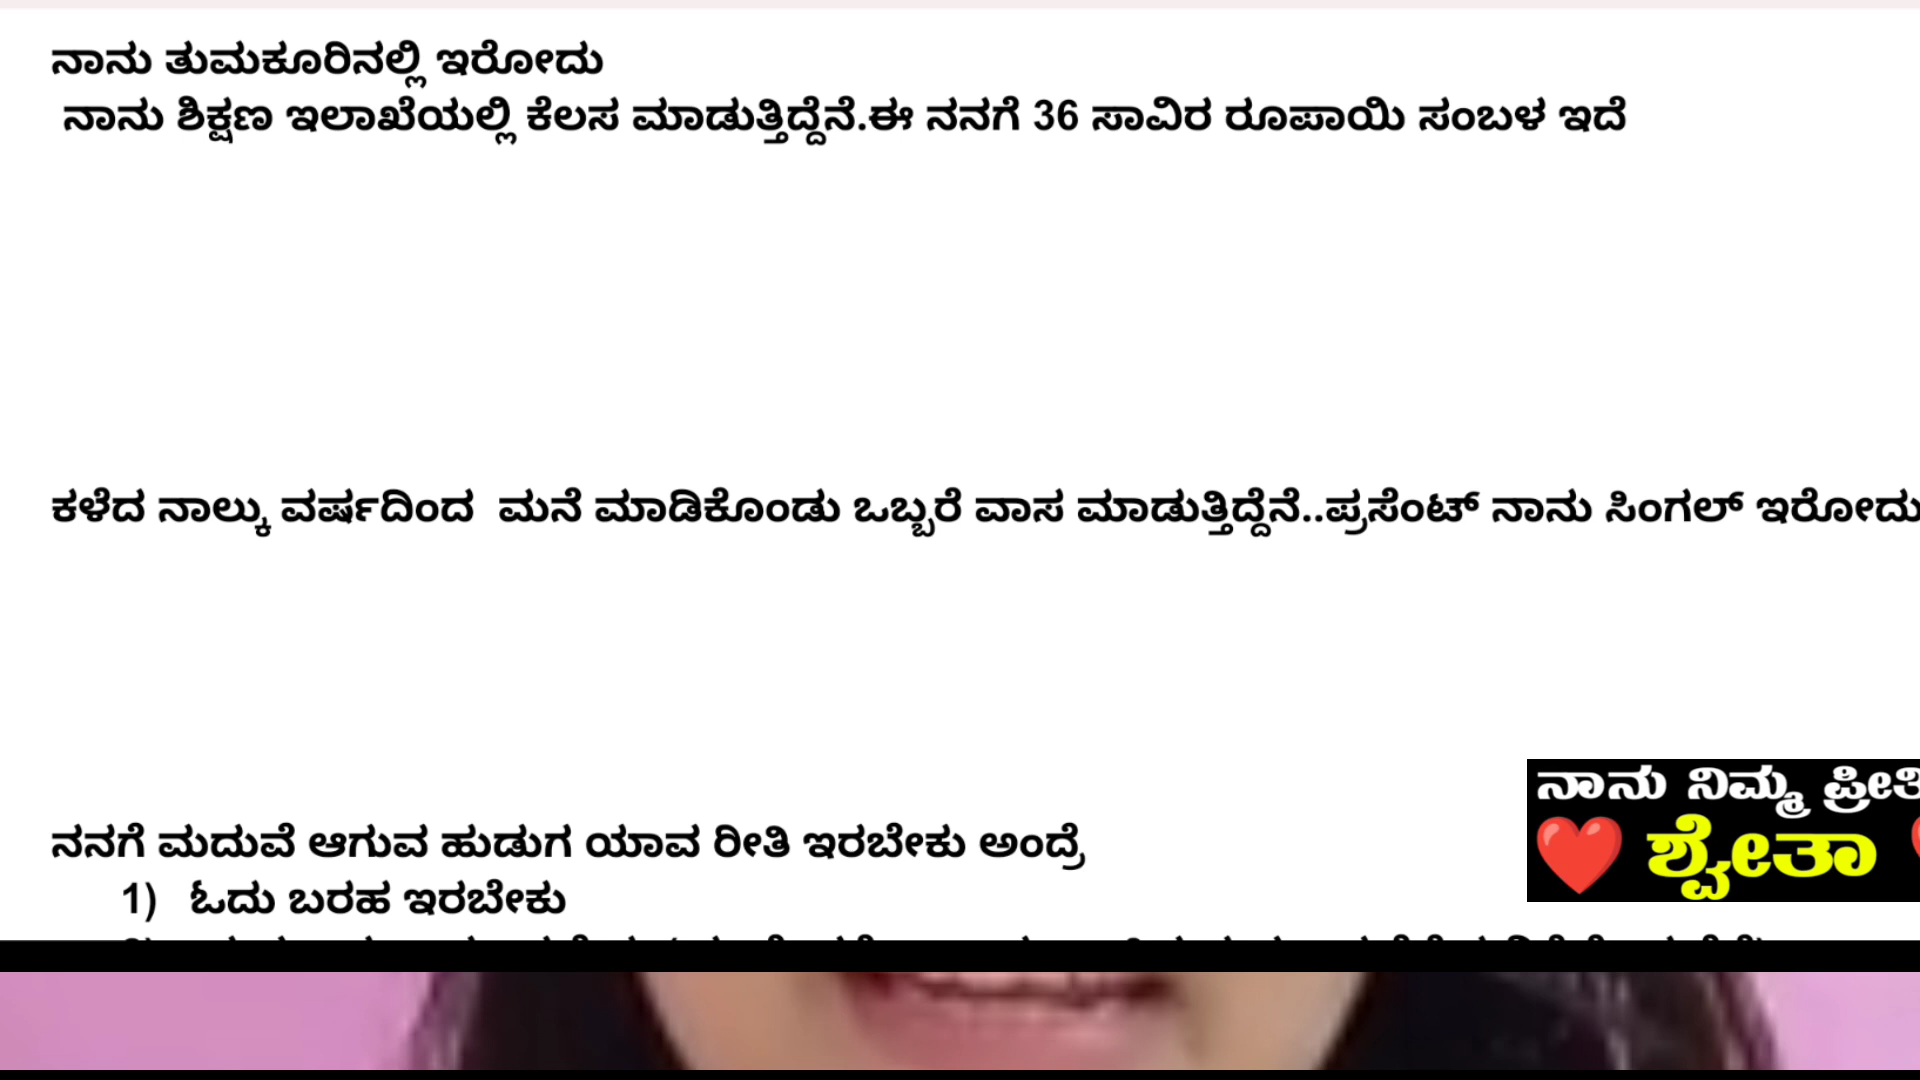 ನಾನು ತುಮಕೂರಿನಲ್ಲಿ ಇರೋದು
ನಾನು ಶಿಕ್ಷಣ ಇಲಾಖೆಯಲ್ಲಿ ಕೆಲಸ ಮಾಡುತ್ತಿದ್ದೆನೆ.ಈ ನನಗೆ 36 ಸಾವಿರ ರೂಪಾಯಿ ಸಂಬಳ ಇದೆ
ಕಳೆದ ನಾಲ್ಕು ವರ್ಷದಿಂದ ಮನೆ ಮಾಡಿಕೊಂಡು ಒಬ್ಬರೆ ವಾಸ ಮಾಡುತ್ತಿದ್ದೆನೆ..ಪ್ರಸೆಂಟ್ ನಾನು ಸಿಂಗಲ್ ಇರೋದು
ನಾನು ನಿಮ್ಮ ಪ್ರೀತಿ
❤️ ಶ್ವೇತಾ
ನನಗೆ ಮದುವೆ ಆಗುವ ಹುಡುಗ ಯಾವ ರೀತಿ ಇರಬೇಕು ಅಂದ್ರೆ
1) ಓದು ಬರಹ ಇರಬೇಕು